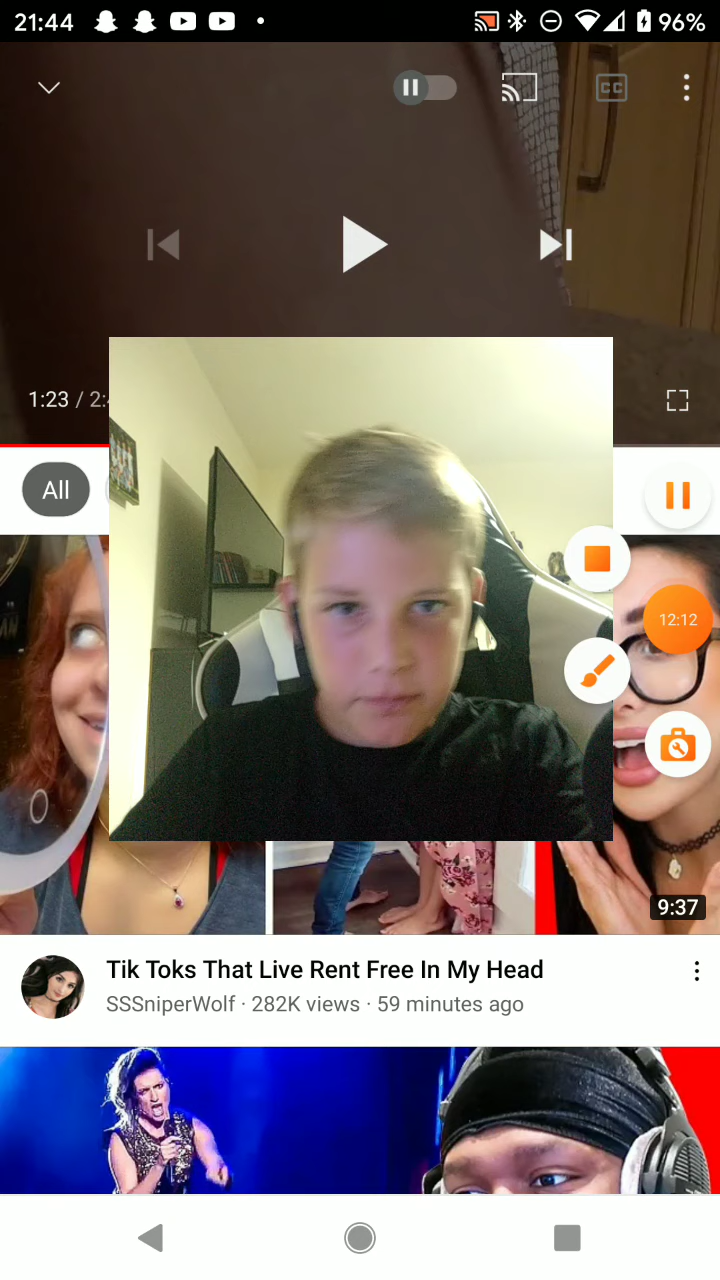 21:44
96%
CC
1:23 / 2:
All
12:12
9:37
Tik Toks That Live Rent Free In My Head
SSSniperWolf · 282K views · 59 minutes ago